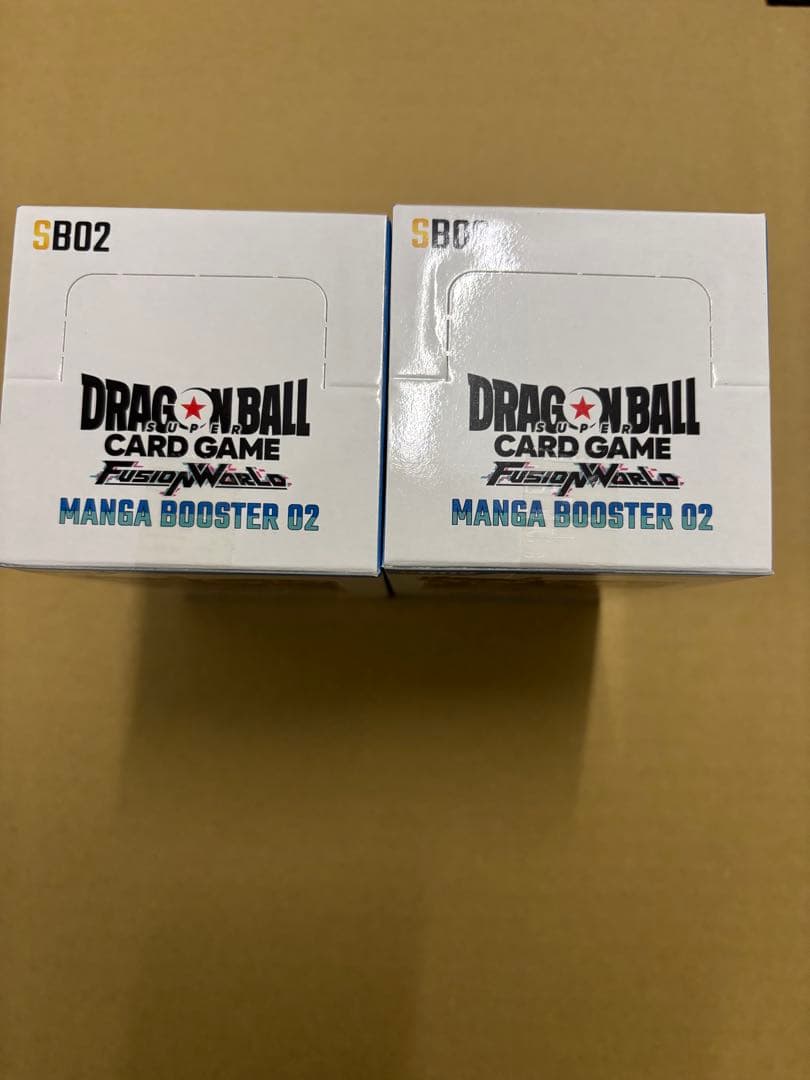 SB02
DRAGON BALL
SUPER
CARD GAME
FUSION WORLD
MANGA BOOSTER 02
SB02
DRAGON BALL
SUPER
CARD GAME
FUSION WORLD
MANGA BOOSTER 02